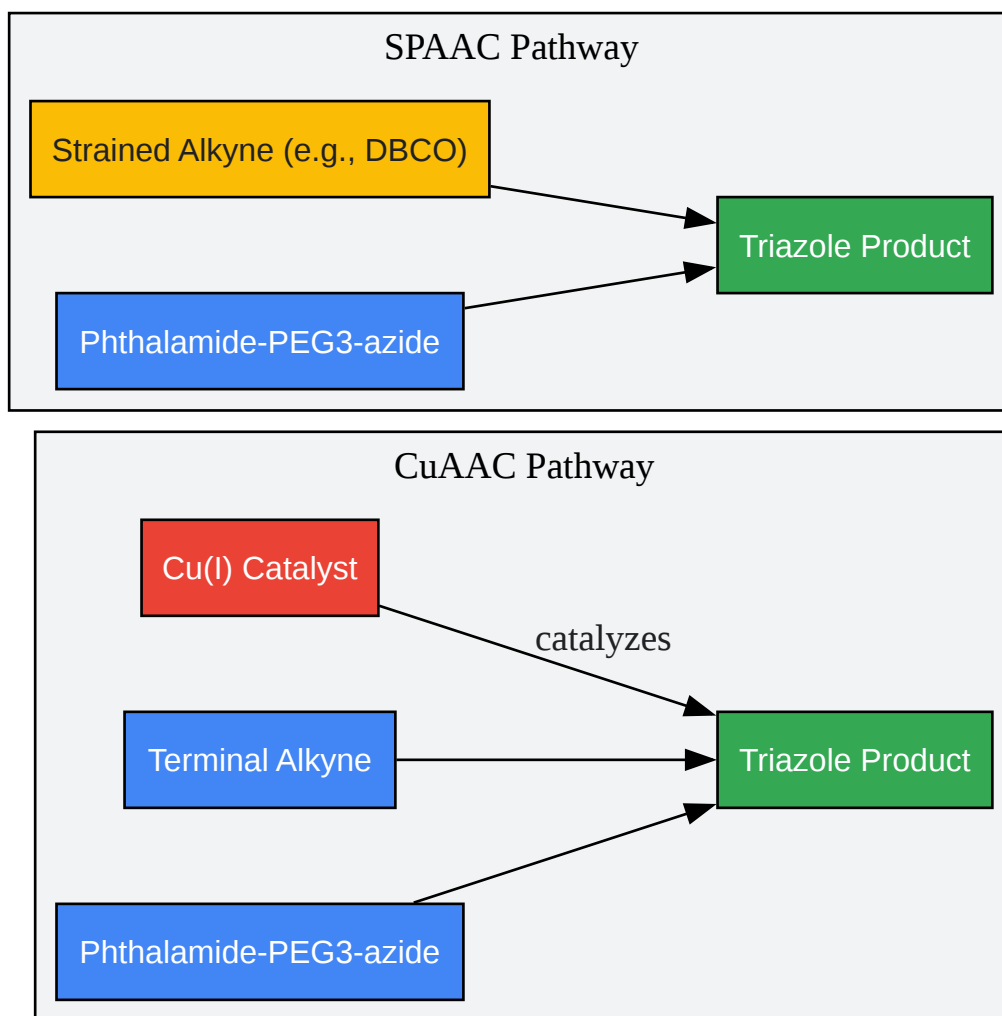 SPAAC Pathway
Strained Alkyne (e.g., DBCO)
Triazole Product
Phthalamide-PEG3-azide
CuAAC Pathway
Cu(I) Catalyst
catalyzes
Terminal Alkyne
Triazole Product
Phthalamide-PEG3-azide